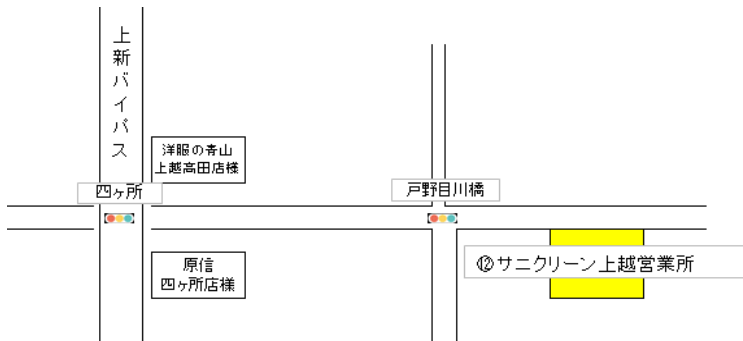 上新バイパス
洋服の青山
上越高田店様
四ヶ所
戸野目川橋
原信
四ヶ所店様
⑫サニクリーン上越営業所